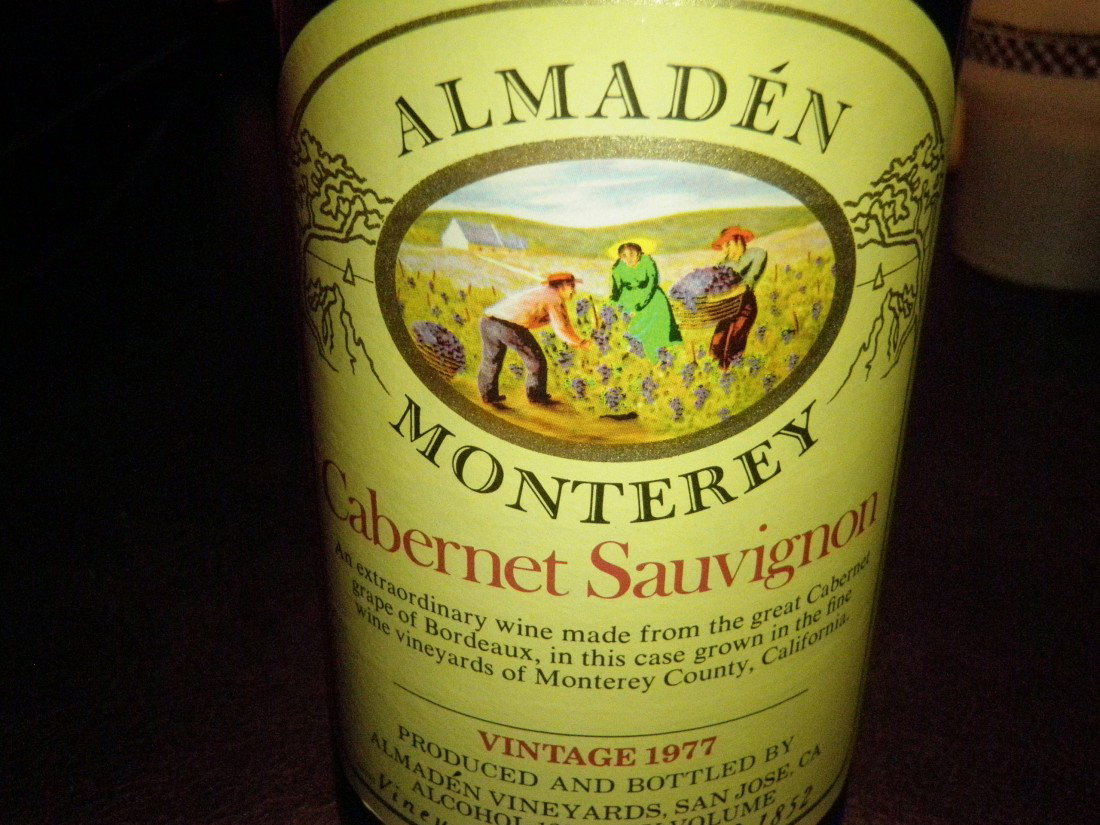 ALMADÉN
MONTEREY
Cabernet Sauvignon
An extraordinary wine made from the great Cabernet
grape of Bordeaux, in this case grown in the fine
wine vineyards of Monterey County, California.
VINTAGE 1977
PRODUCED AND BOTTLED BY
ALMADÉN VINEYARDS, SAN JOSE, CA
ALCOHOL VOLUME
1852